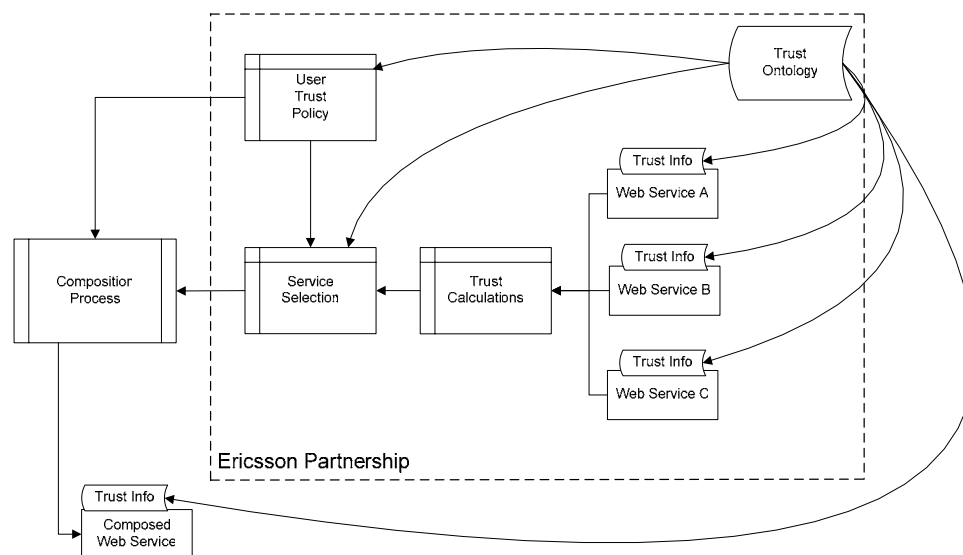 Trust
Ontology
User
Trust
Policy
Trust Info
Web Service A
Trust Info
Web Service B
Composition
Process
Service
Selection
Trust
Calculations
Trust Info
Web Service C
Ericsson Partnership
Trust Info
Composed
Web Service